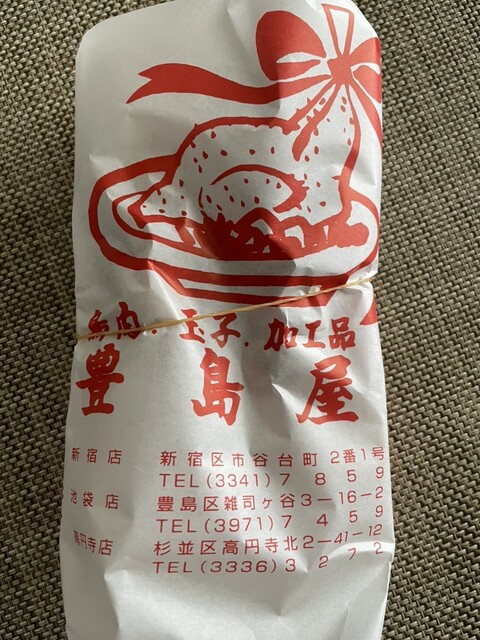 鳥肉、玉子、加工品
豊島屋
新宿店 新宿区市谷台町2番1号
TEL(3341)7859
池袋店 豊島区雑司ヶ谷3-16-2
TEL(3971)7459
高円寺店 杉並区高円寺北2-41-12
TEL(3336)3272